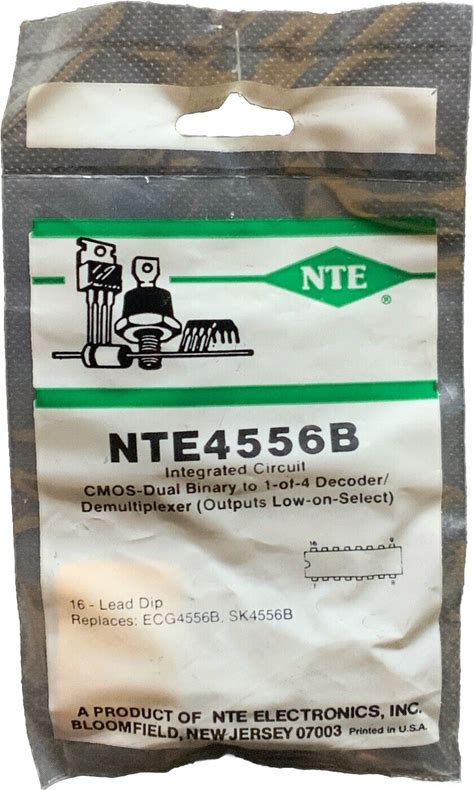 NTE
®
NTE4556B
Integrated Circuit
CMOS-Dual Binary to 1-of-4 Decoder/
Demultiplexer (Outputs Low-on-Select)
16 9
1 8
16 - Lead Dip
Replaces: ECG4556B, SK4556B
A PRODUCT OF NTE ELECTRONICS, INC.
BLOOMFIELD, NEW JERSEY 07003 Printed in U.S.A.